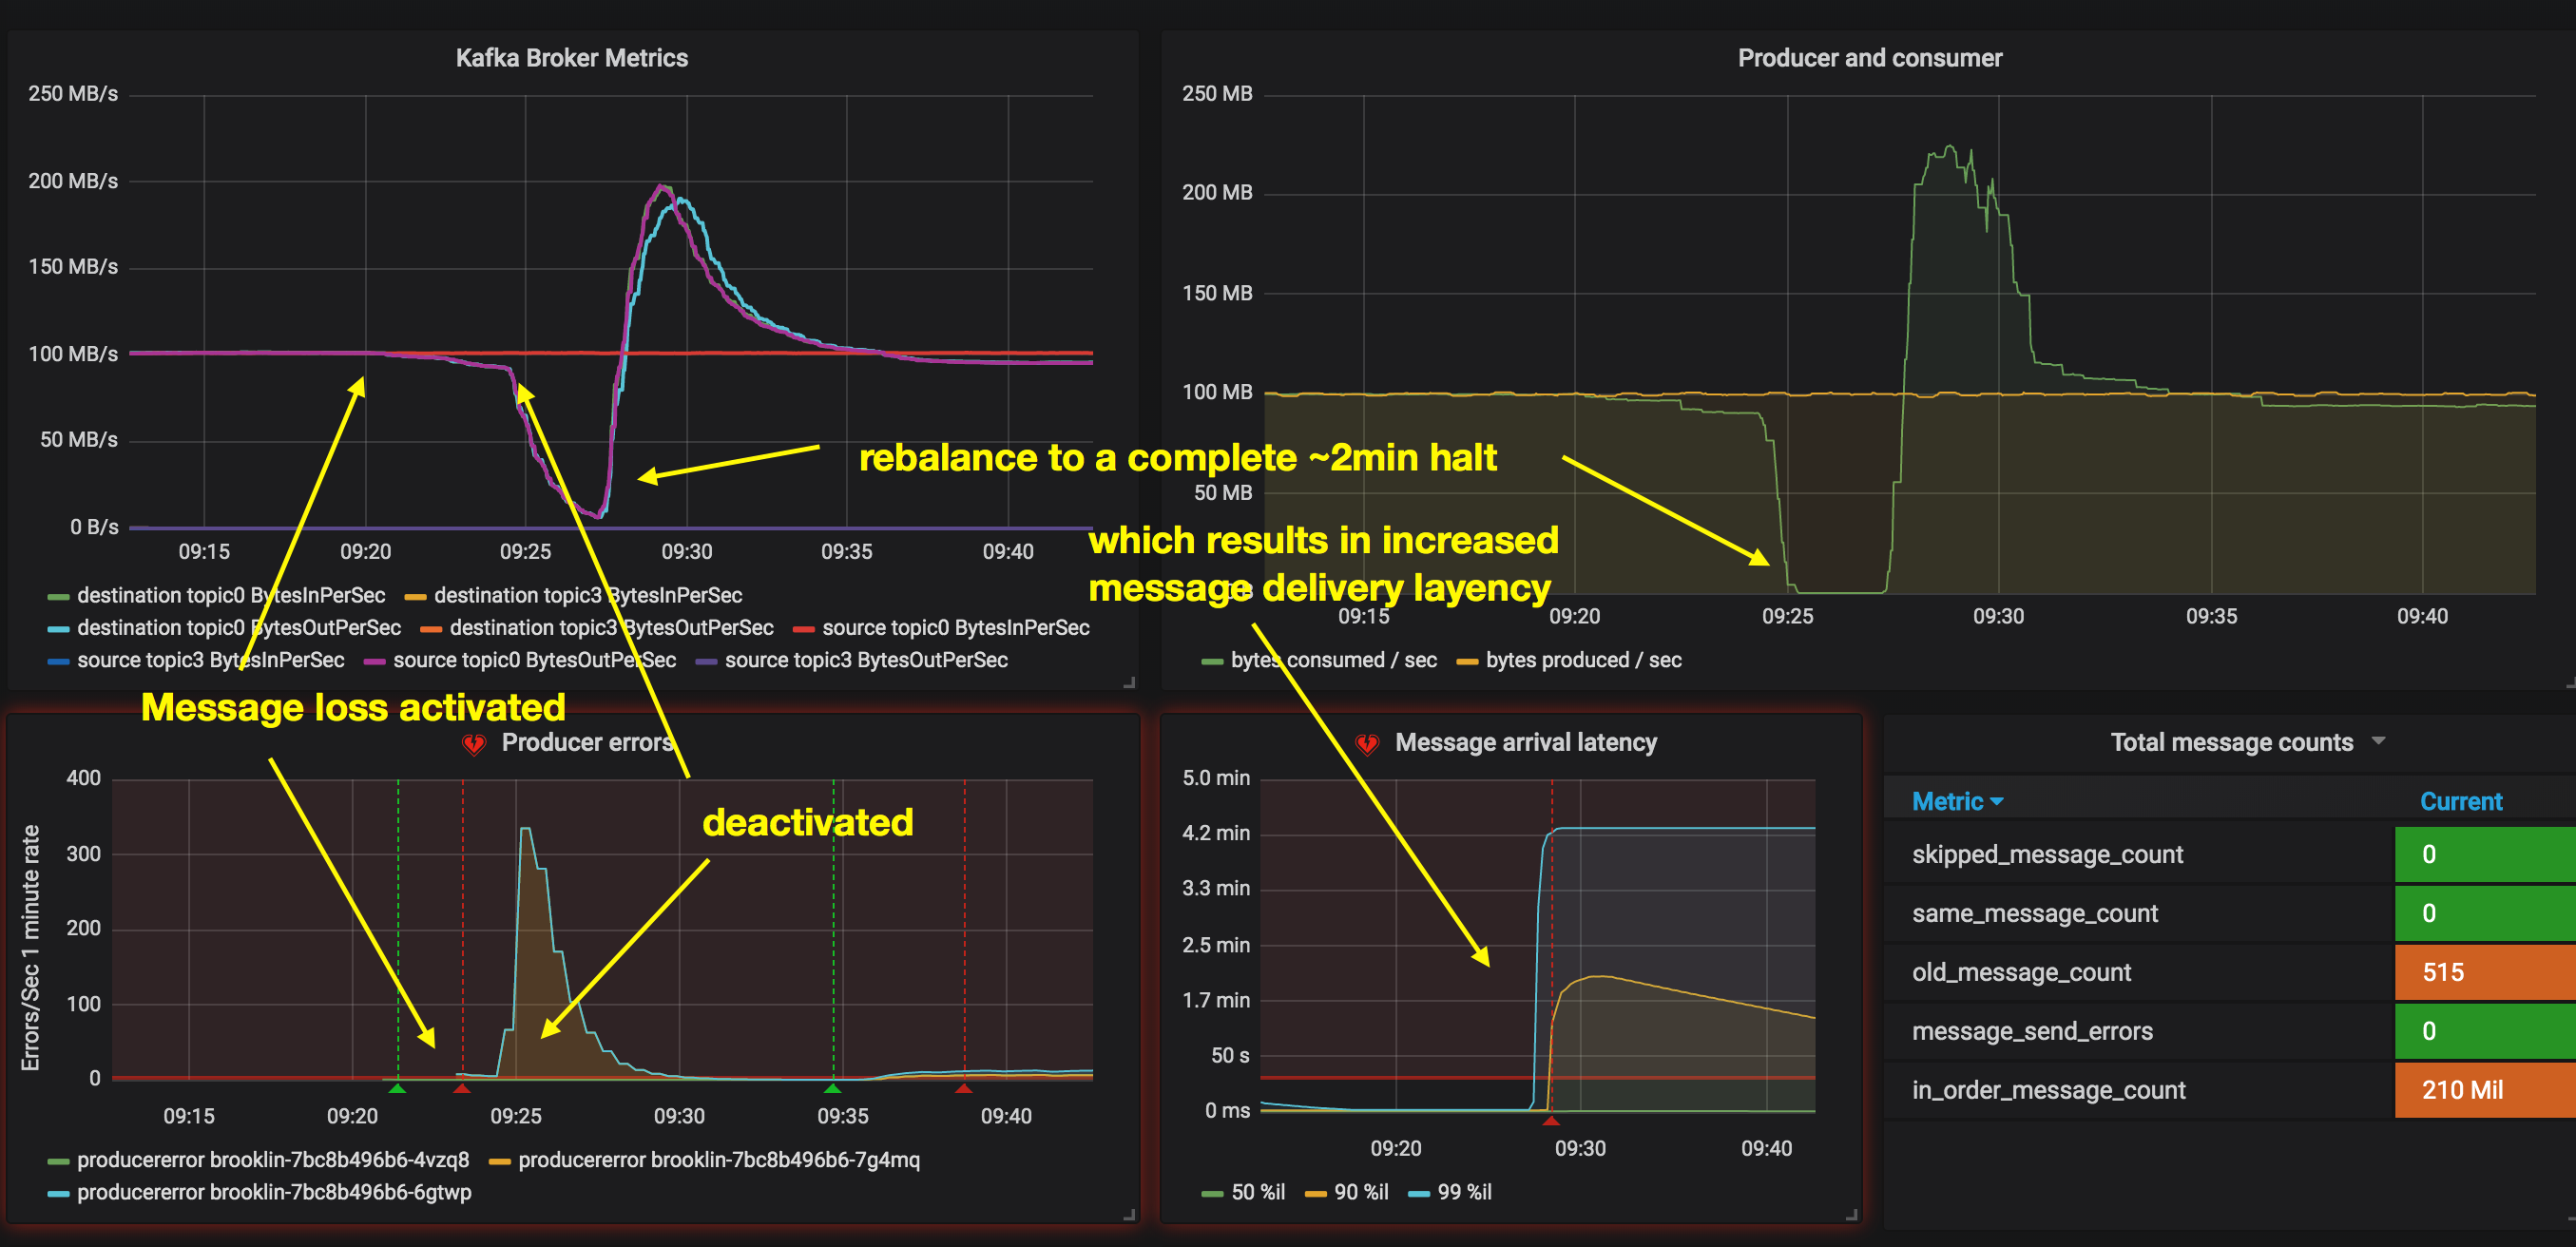 Kafka Broker Metrics
250 MB/s
200 MB/s
150 MB/s
100 MB/s
50 MB/s
0 B/s
09:15 09:20 09:25 09:30 09:35 09:40
destination topic0 BytesInPerSec destination topic3 BytesInPerSec
destination topic0 BytesOutPerSec destination topic3 BytesOutPerSec source topic0 BytesInPerSec
source topic3 BytesInPerSec source topic0 BytesOutPerSec source topic3 BytesOutPerSec
Producer and consumer
250 MB
200 MB
150 MB
100 MB
50 MB
09:15 09:20 09:25 09:30 09:35 09:40
bytes consumed / sec bytes produced / sec
rebalance to a complete ~2min halt
which results in increased
message delivery layency
Message loss activated
deactivated
Producer errors
Errors/Sec 1 minute rate
400
300
200
100
0
09:15 09:20 09:25 09:30 09:35 09:40
producererror brooklin-7bc8b496b6-4vzq8 producererror brooklin-7bc8b496b6-7g4mq
producererror brooklin-7bc8b496b6-6gtwp
Message arrival latency
5.0 min
4.2 min
3.3 min
2.5 min
1.7 min
50 s
0 ms
09:20 09:30 09:40
50 %il 90 %il 99 %il
Total message counts
Metric Current
skipped_message_count 0
same_message_count 0
old_message_count 515
message_send_errors 0
in_order_message_count 210 Mil